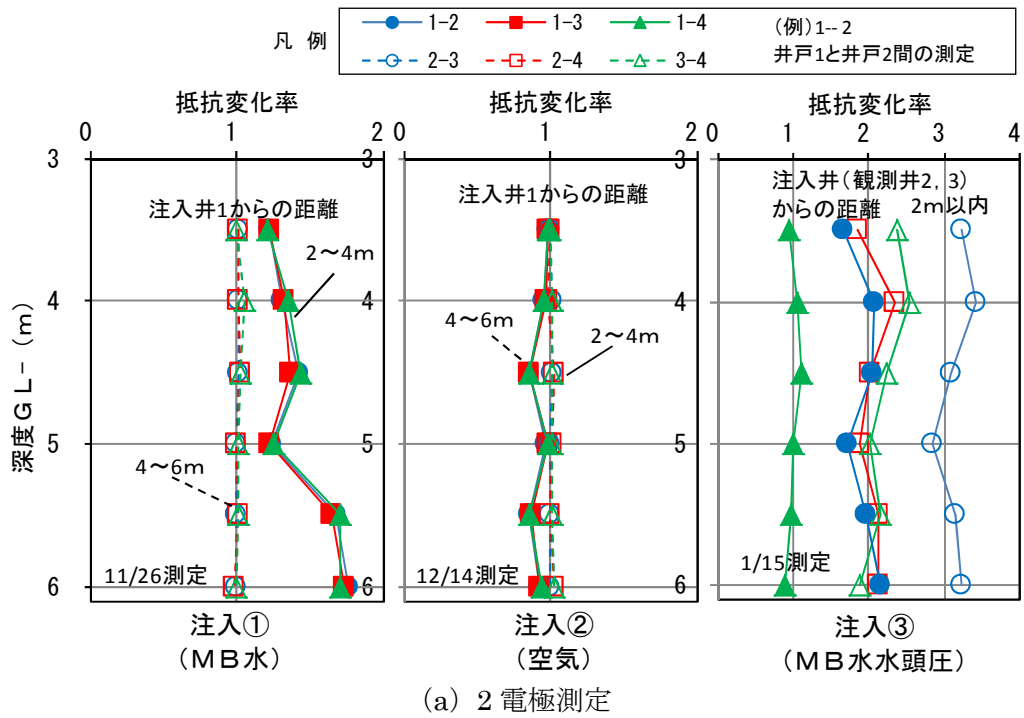 凡 例
1-2 1-3 1-4
2-3 2-4 3-4
(例)1-- 2
井戸1と井戸2間の測定
抵抗変化率
0 1 2
抵抗変化率
0 1 2
抵抗変化率
0 1 2 3 4
深度GL-(m)
3
4
5
6
注入井1からの距離
2~4m
4~6m
11/26測定
注入①
(MB水)
3
4
5
6
注入井1からの距離
4~6m
2~4m
12/14測定
注入②
(空気)
3
4
5
6
注入井(観測井2, 3)
からの距離 2m以内
1/15測定
注入③
(MB水水頭圧)
(a) 2 電極測定